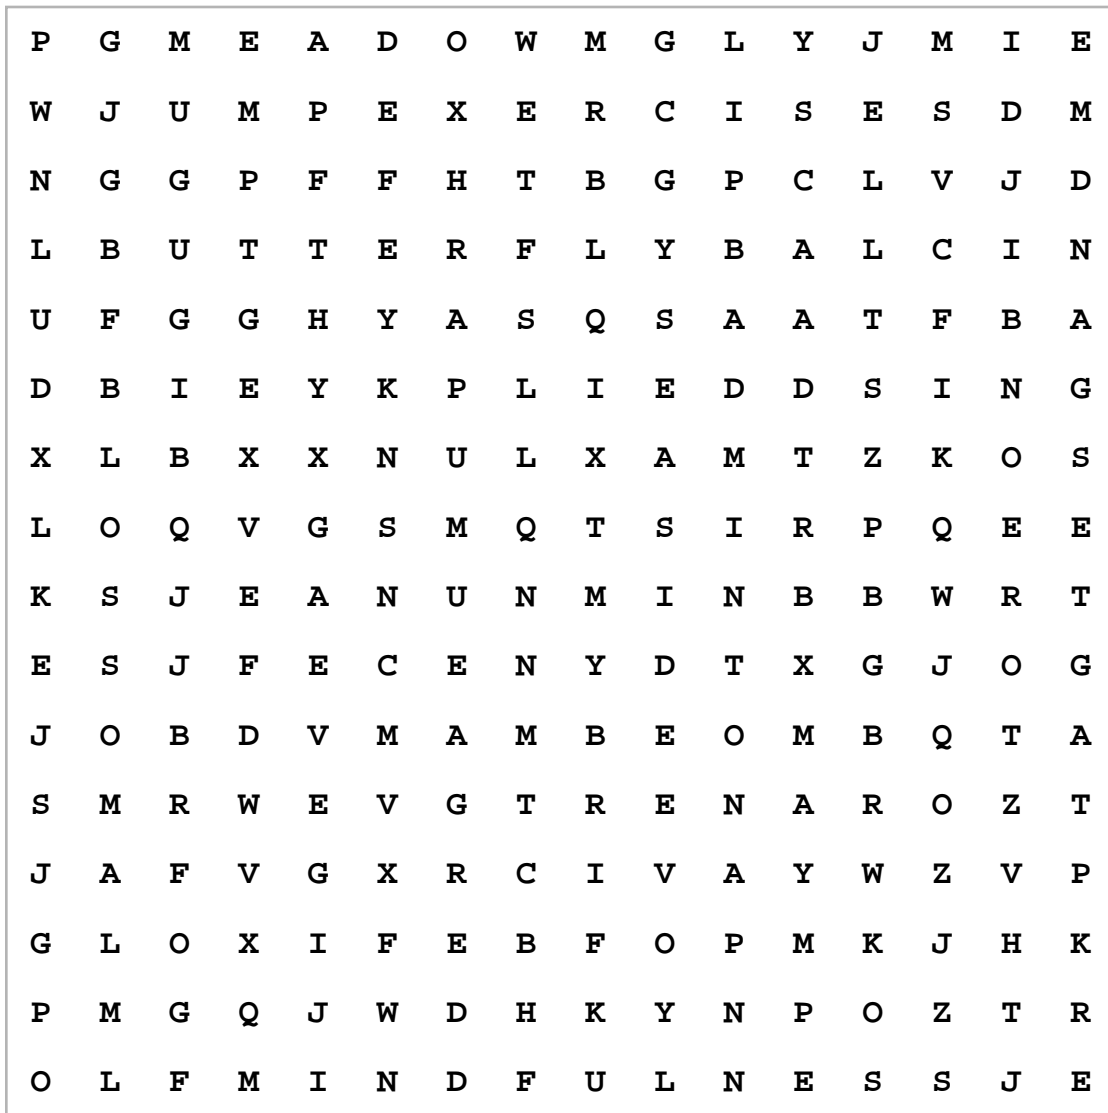 P G M E A D O W M G L Y J M I E
W J U M P E X E R C I S E S D M
N G G P F F H T B G P C L V J D
L B U T T E R F L Y B A L C I N
U F G G H Y A S Q S A A T F B A
D B I E Y K P L I E D D S I N G
X L B X X N U L X A M T Z K O S
L O Q V G S M Q T S I R P Q E E
K S J E A N U N M I N B B W R T
E S J F E C E N Y D T X G J O G
J O B D V M A M B E O M B Q T A
S M R W E V G T R E N A R O Z T
J A F V G X R C I V A Y W Z V P
G L O X I F E B F O P M K J H K
P M G Q J W D H K Y N P O Z T R
O L F M I N D F U L N E S S J E